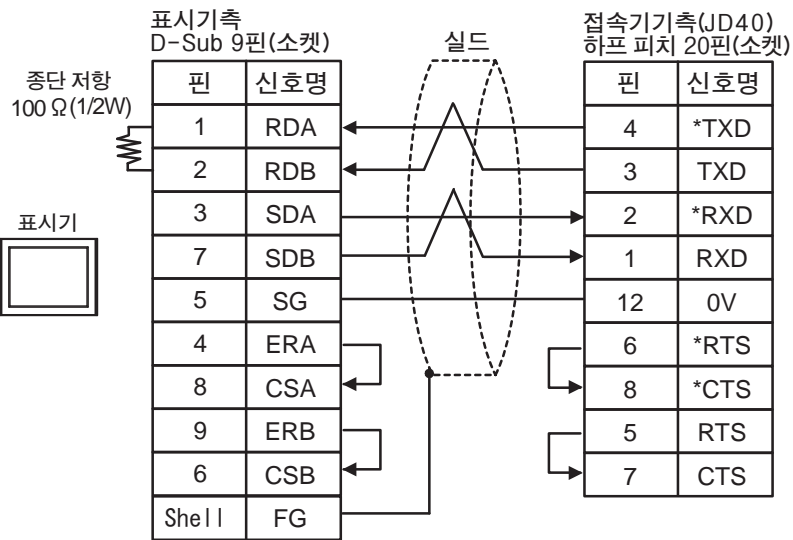 표시기측
D-Sub 9핀(소켓)
실드
접속기기측(JD40)
하프 피치 20핀(소켓)
종단 저항
100 Ω(1/2W)
표시기
핀 신호명
1 RDA
2 RDB
3 SDA
7 SDB
5 SG
4 ERA
8 CSA
9 ERB
6 CSB
Shell FG
핀 신호명
4 *TXD
3 TXD
2 *RXD
1 RXD
12 0V
6 *RTS
8 *CTS
5 RTS
7 CTS